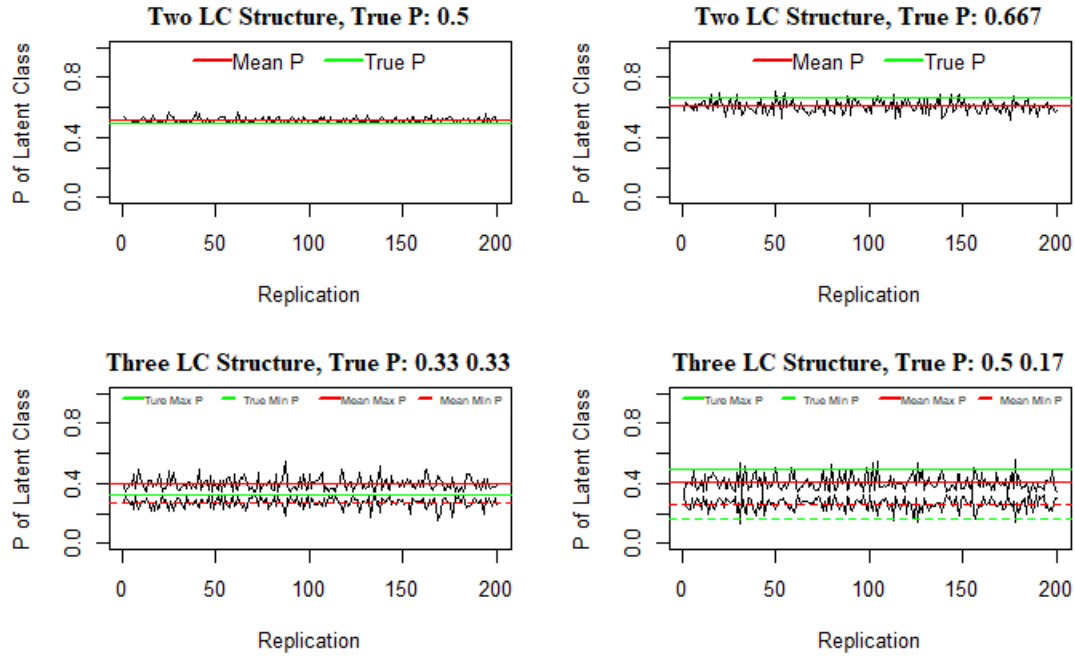 Two LC Structure, True P: 0.5
P of Latent Class
0.0 0.4 0.8
Mean P True P
0 50 100 150 200
Replication
Two LC Structure, True P: 0.667
P of Latent Class
0.0 0.4 0.8
Mean P True P
0 50 100 150 200
Replication
Three LC Structure, True P: 0.33 0.33
P of Latent Class
0.0 0.4 0.8
Ture Max P True Min P Mean Max P Mean Min P
0 50 100 150 200
Replication
Three LC Structure, True P: 0.5 0.17
P of Latent Class
0.0 0.4 0.8
Ture Max P True Min P Mean Max P Mean Min P
0 50 100 150 200
Replication